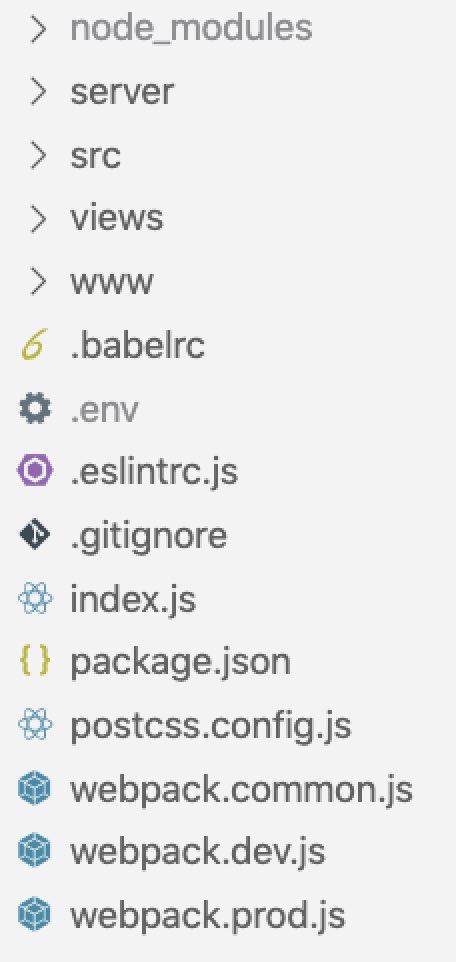 node_modules
server
src
views
www
.babelrc
.env
.eslintrc.js
.gitignore
index.js
package.json
postcss.config.js
webpack.common.js
webpack.dev.js
webpack.prod.js